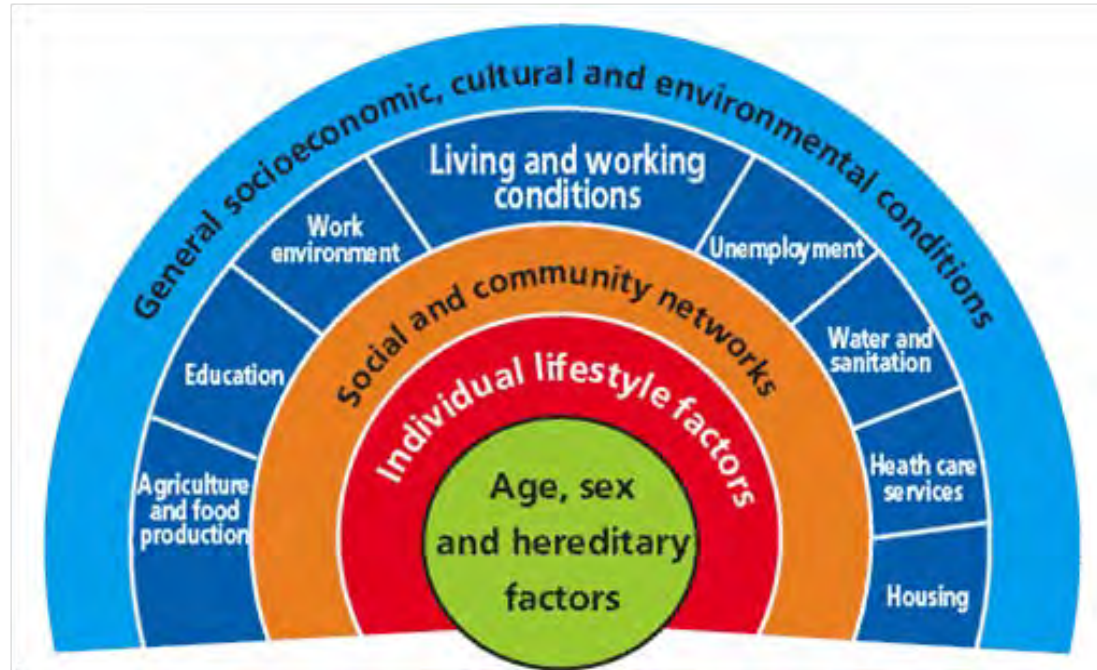 General socioeconomic, cultural and environmental conditions
Living and working
conditions
Work
environment
Unemployment
Education
Water and
sanitation
Agriculture
and food
production
Heath care
services
Housing
Social and community networks
Individual lifestyle factors
Age, sex
and hereditary
factors